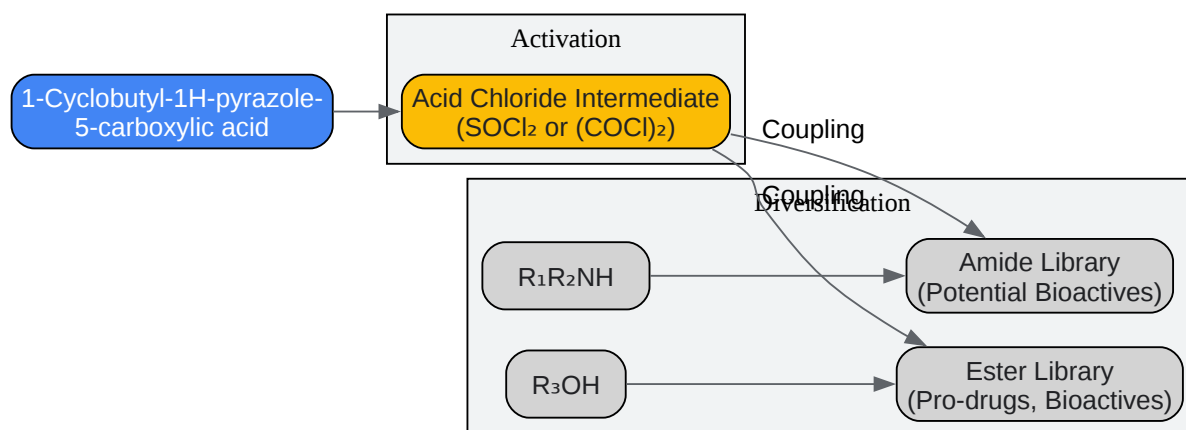 Activation
1-Cyclobutyl-1H-pyrazole-
5-carboxylic acid
Acid Chloride Intermediate
(SOCl₂ or (COCl)₂)
Coupling
Coupling
Diversification
R₁R₂NH
Amide Library
(Potential Bioactives)
R₃OH
Ester Library
(Pro-drugs, Bioactives)